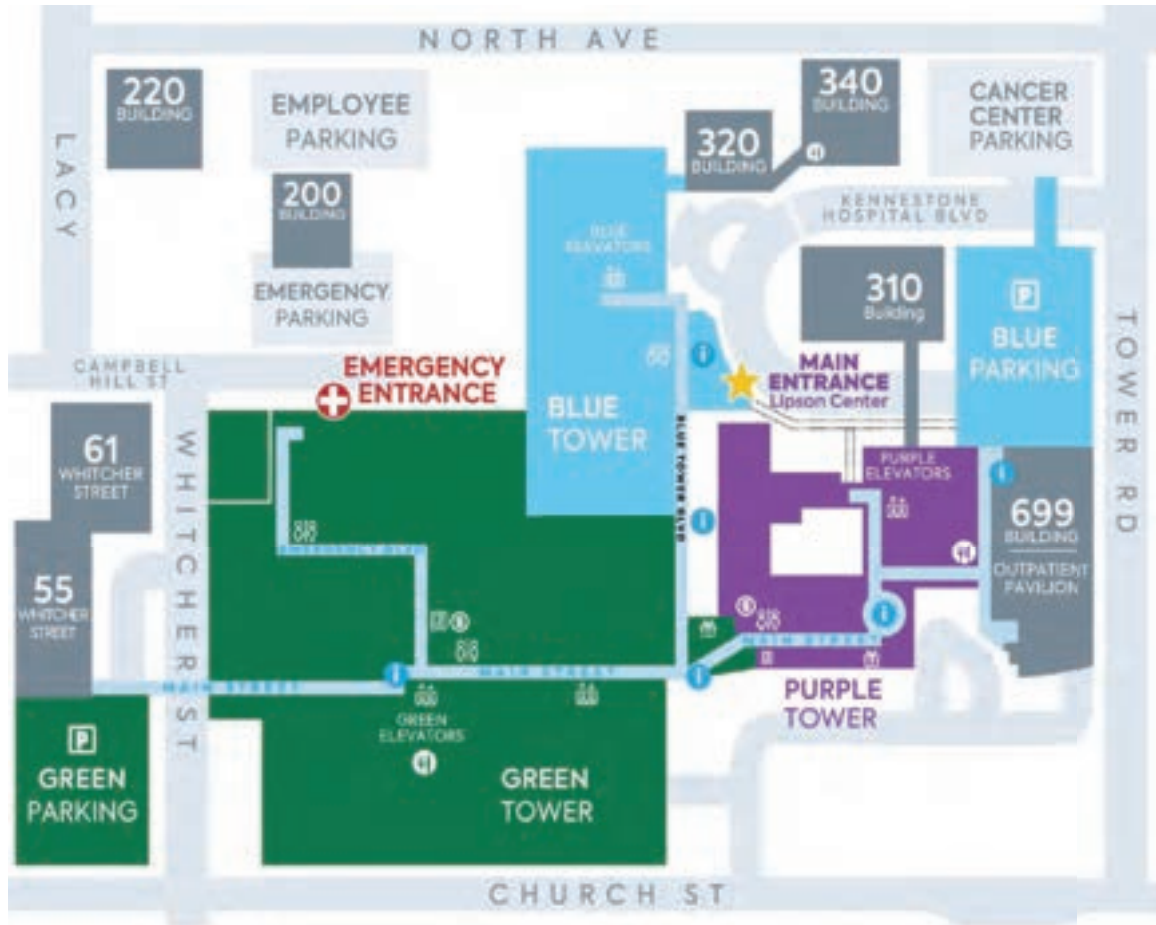 NORTH AVE
220
BUILDING
EMPLOYEE
PARKING
340
BUILDING
320
BUILDING
CANCER
CENTER
PARKING
LACY
200
BUILDING
KENNESTONE
HOSPITAL BLVD
BLUE
ELEVATORS
EMERGENCY
PARKING
310
Building
P
BLUE
PARKING
TOWER RD
CAMPBELL
HILL ST
EMERGENCY
ENTRANCE
i
MAIN
ENTRANCE
Lipson Center
BLUE
TOWER
BLUE TOWER BLVD
61
WHITCHER
STREET
WHITCHER ST
PURPLE
ELEVATORS
i
699
BUILDING
OUTPATIENT
PAVILION
i
EMERGENCY BLVD
55
WHITCHER
STREET
i
MAIN STREET
MAIN STREET
i
i
MAIN STREET
PURPLE
TOWER
GREEN
ELEVATORS
P
GREEN
PARKING
GREEN
TOWER
CHURCH ST